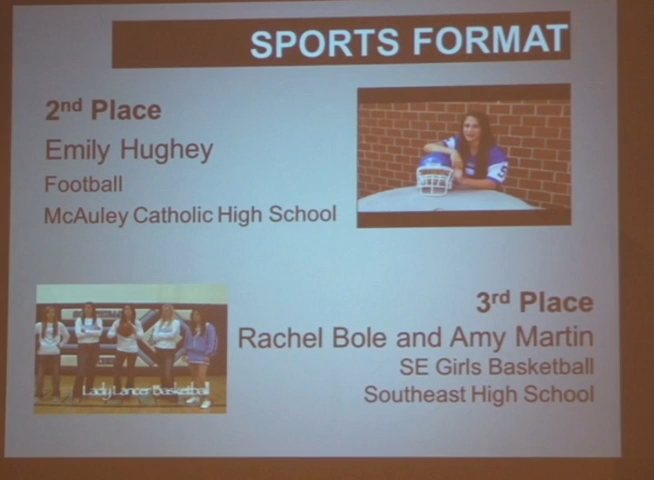 SPORTS FORMAT
2nd Place
Emily Hughey
Football
McAuley Catholic High School
3rd Place
Rachel Bole and Amy Martin
SE Girls Basketball
Southeast High School
Lady Lancer Basketball